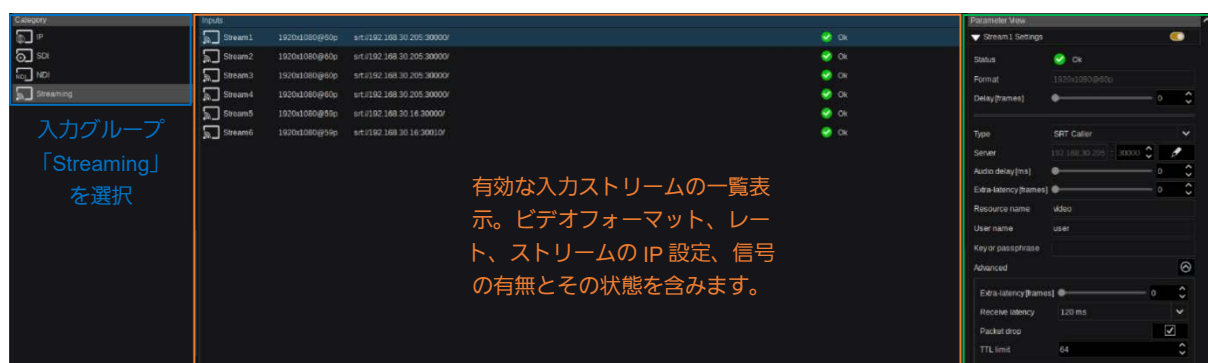 Category
IP
SDI
NDI
Streaming
入力グループ
「Streaming」
を選択
Inputs
Stream1 1920x1080@60p srt://192.168.30.205:30000/ Ok
Stream2 1920x1080@60p srt://192.168.30.205:30000/ Ok
Stream3 1920x1080@60p srt://192.168.30.205:30000/ Ok
Stream4 1920x1080@60p srt://192.168.30.205:30000/ Ok
Stream5 1920x1080@59p srt://192.168.30.16:30000/ Ok
Stream6 1920x1080@59p srt://192.168.30.16:30010/ Ok
有効な入力ストリームの一覧表
示。ビデオフォーマット、レー
ト、ストリームの IP 設定、信号
の有無とその状態を含みます。
Parameter View
Stream1 Settings
Status Ok
Format 1920x1080@60p
Delay[frames] 0
Type SRT Caller
Server 192.168.30.205 : 30000
Audio delay [ms] 0
Extra-latency[frames] 0
Resource name video
User name user
Key or passphrase
Advanced
Extra-latency[frames] 0
Receive latency 120 ms
Packet drop
TTL limit 64